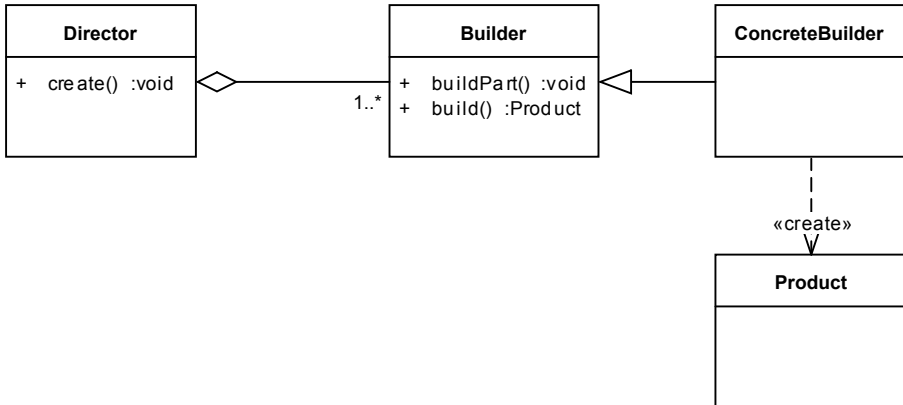 Director
+ create() :void
Builder
+ buildPart() :void
+ build() :Product
1..*
ConcreteBuilder
«create»
Product